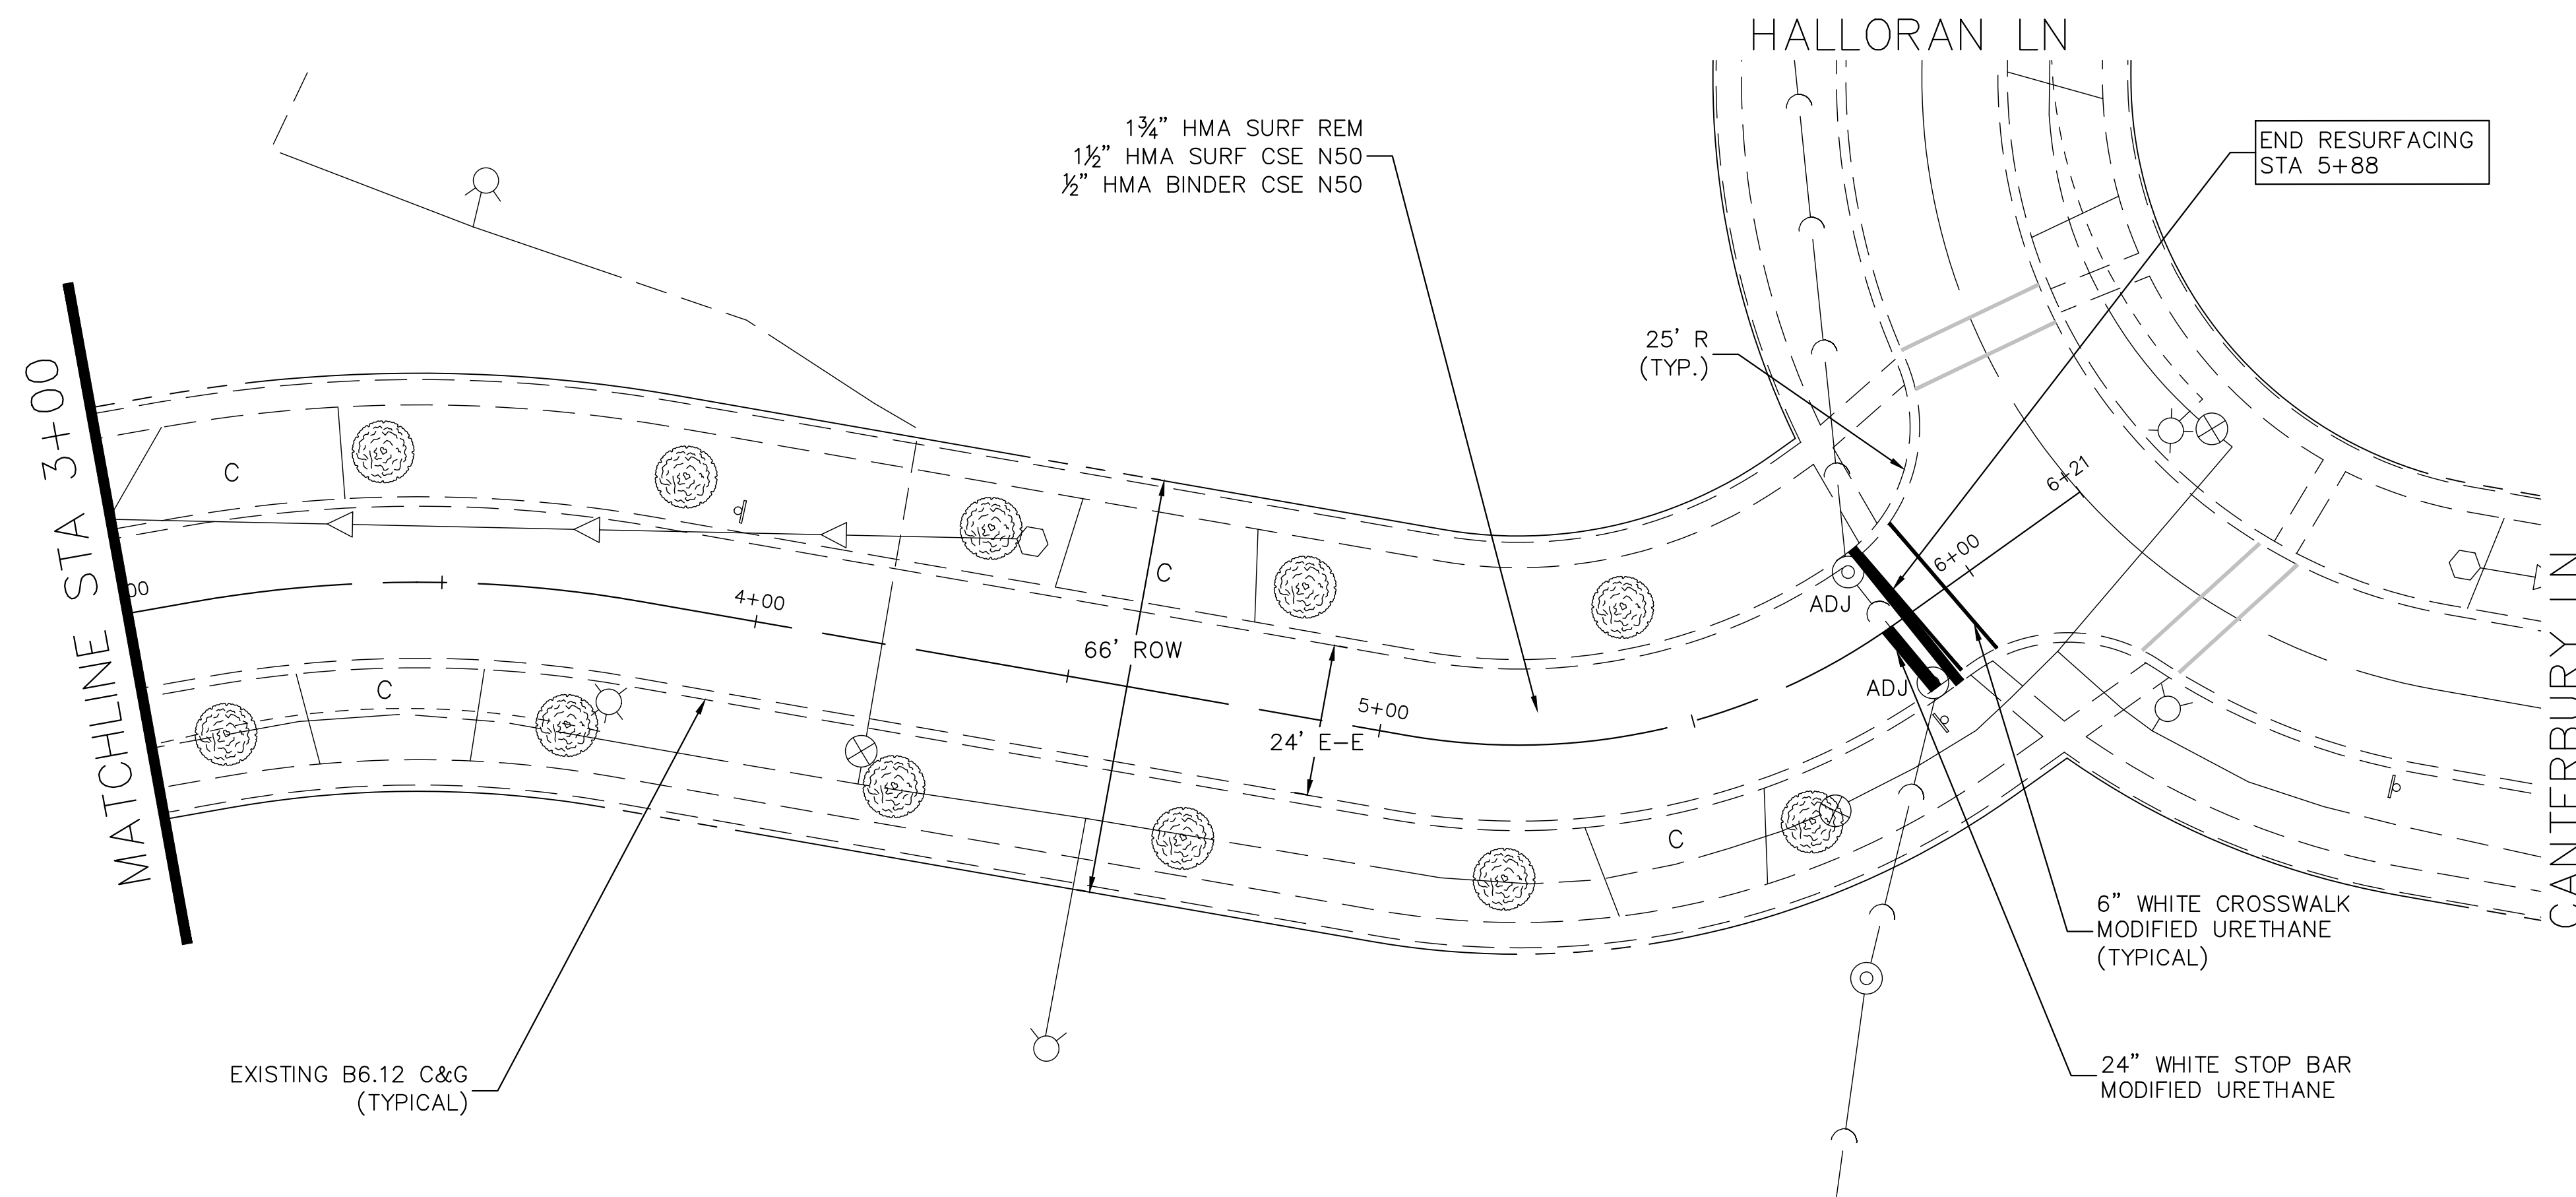 HALLORAN LN
1¾" HMA SURF REM
1½" HMA SURF CSE N50
½" HMA BINDER CSE N50
END RESURFACING
STA 5+88
25' R
(TYP.)
MATCHLINE STA 3+00
C
C
00
4+00
6+21
6+00
ADJ
66' ROW
C
ADJ
5+00
24' E-E
C
CANTERBURY LN
6" WHITE CROSSWALK
MODIFIED URETHANE
(TYPICAL)
EXISTING B6.12 C&G
(TYPICAL)
24" WHITE STOP BAR
MODIFIED URETHANE